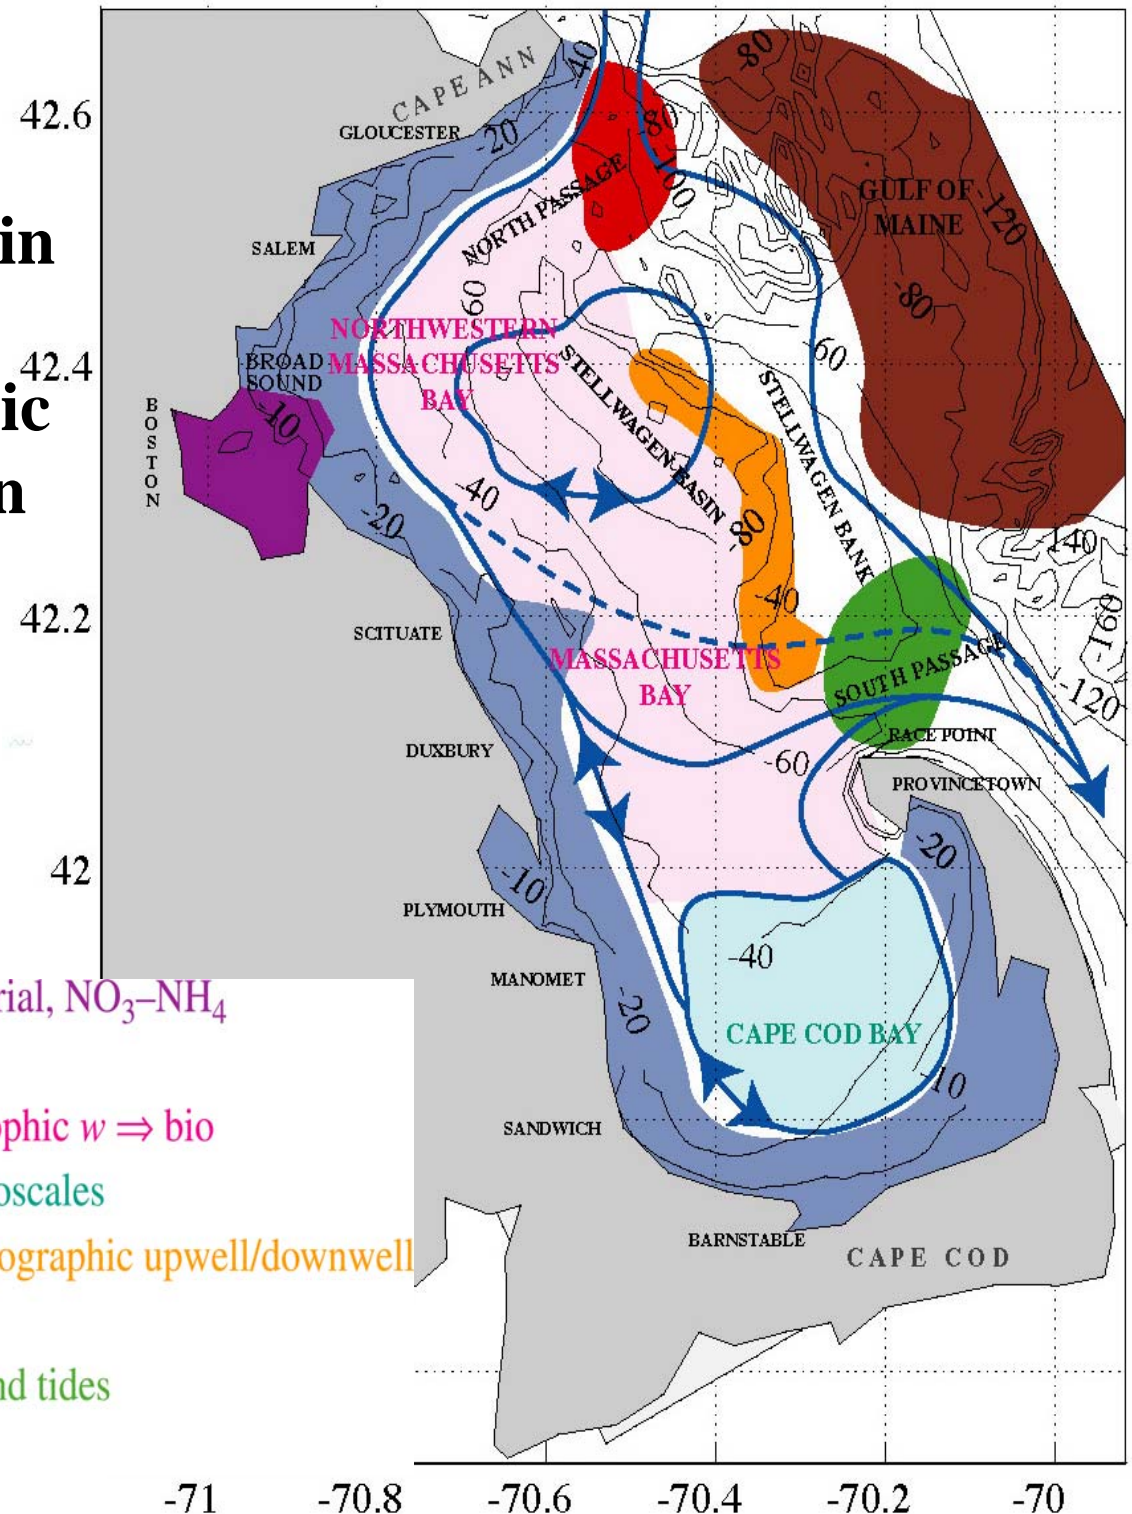 42.6
42.4
42.2
42
in
ic
n
CAPE ANN
GLOUCESTER
SALEM
BROAD
SOUND
BOSTON
SCITUATE
DUXBURY
PLYMOUTH
MANOMET
SANDWICH
BARNSTABLE
CAPE COD
PROVINCETOWN
RACE POINT
SOUTH PASSAGE
NORTH PASSAGE
STELLWAGEN BASIN
STELLWAGEN BANK
GULF OF
MAINE
NORTHWESTERN
MASSACHUSETTS
BAY
MASSACHUSETTS
BAY
CAPE COD BAY
-40
-20
-80
-80
-100
-120
-80
-60
60
-10
-40
-20
-80
-40
-140
-160
-120
-60
-20
-10
-40
-20
-10
rial, NO₃–NH₄
ophic w ⇒ bio
oscales
ographic upwell/downwell
nd tides
-71 -70.8 -70.6 -70.4 -70.2 -70